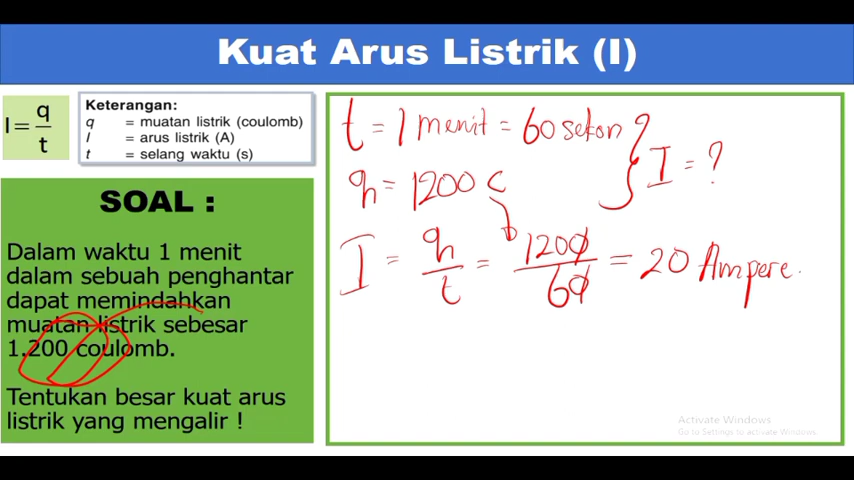 Kuat Arus Listrik (I)
I = q/t
Keterangan:
q = muatan listrik (coulomb)
I = arus listrik (A)
t = selang waktu (s)
SOAL :
Dalam waktu 1 menit
dalam sebuah penghantar
dapat memindahkan
muatan listrik sebesar
1.200 coulomb.
Tentukan besar kuat arus
listrik yang mengalir !
t = 1 menit = 60 sekon
q = 1200 C
I = ?
I = q/t = 1200/60 = 20 Ampere.
Activate Windows
Go to Settings to activate Windows.